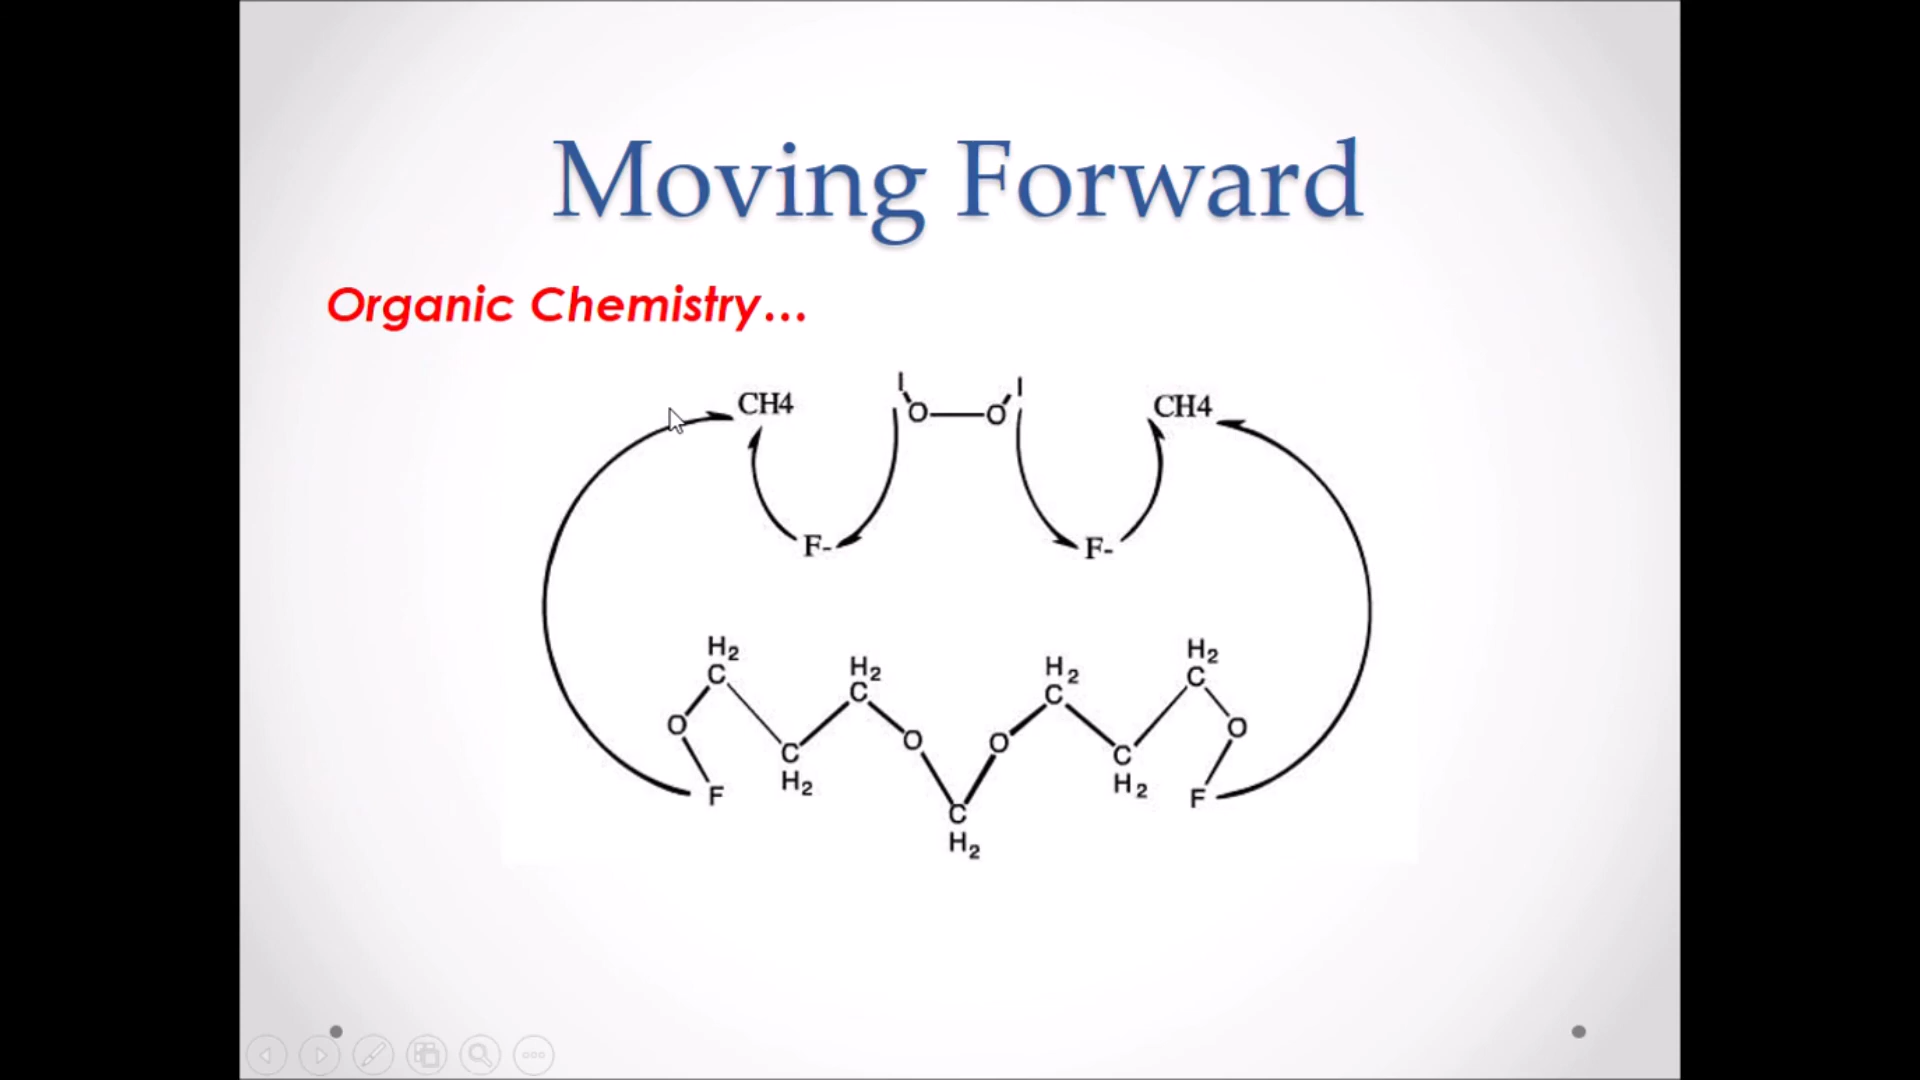 Moving Forward
Organic Chemistry...
I I
CH4 O O CH4
F- F-
H2 H2
C C
H2 H2
C C
O O O O
C C
H2 H2
F F
C
H2